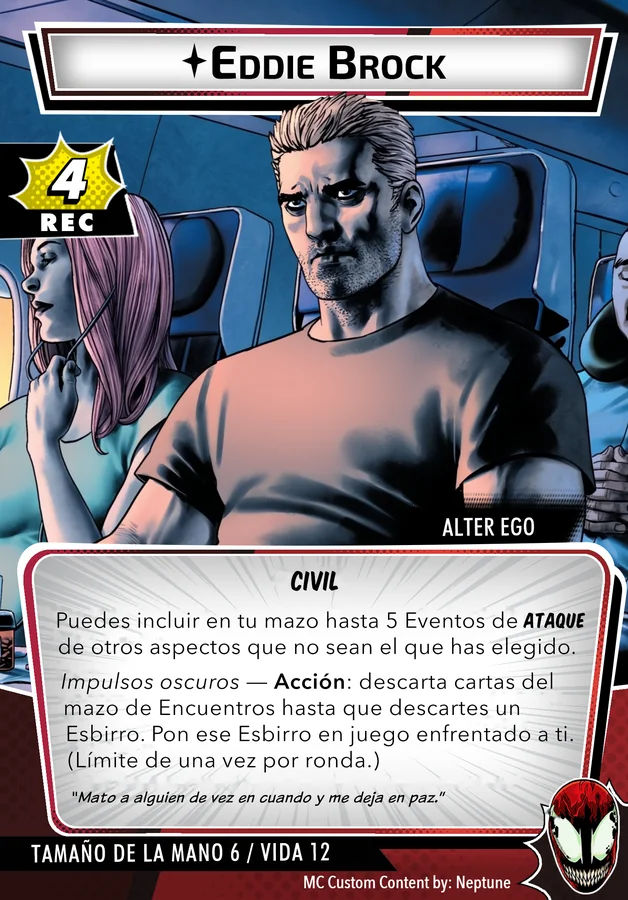 Eddie Brock
4
REC
ALTER EGO
CIVIL
Puedes incluir en tu mazo hasta 5 Eventos de ATAQUE
de otros aspectos que no sean el que has elegido.
Impulsos oscuros — Acción: descarta cartas del
mazo de Encuentros hasta que descartes un
Esbirro. Pon ese Esbirro en juego enfrentado a ti.
(Límite de una vez por ronda.)
"Mato a alguien de vez en cuando y me deja en paz."
TAMAÑO DE LA MANO 6 / VIDA 12
MC Custom Content by: Neptune